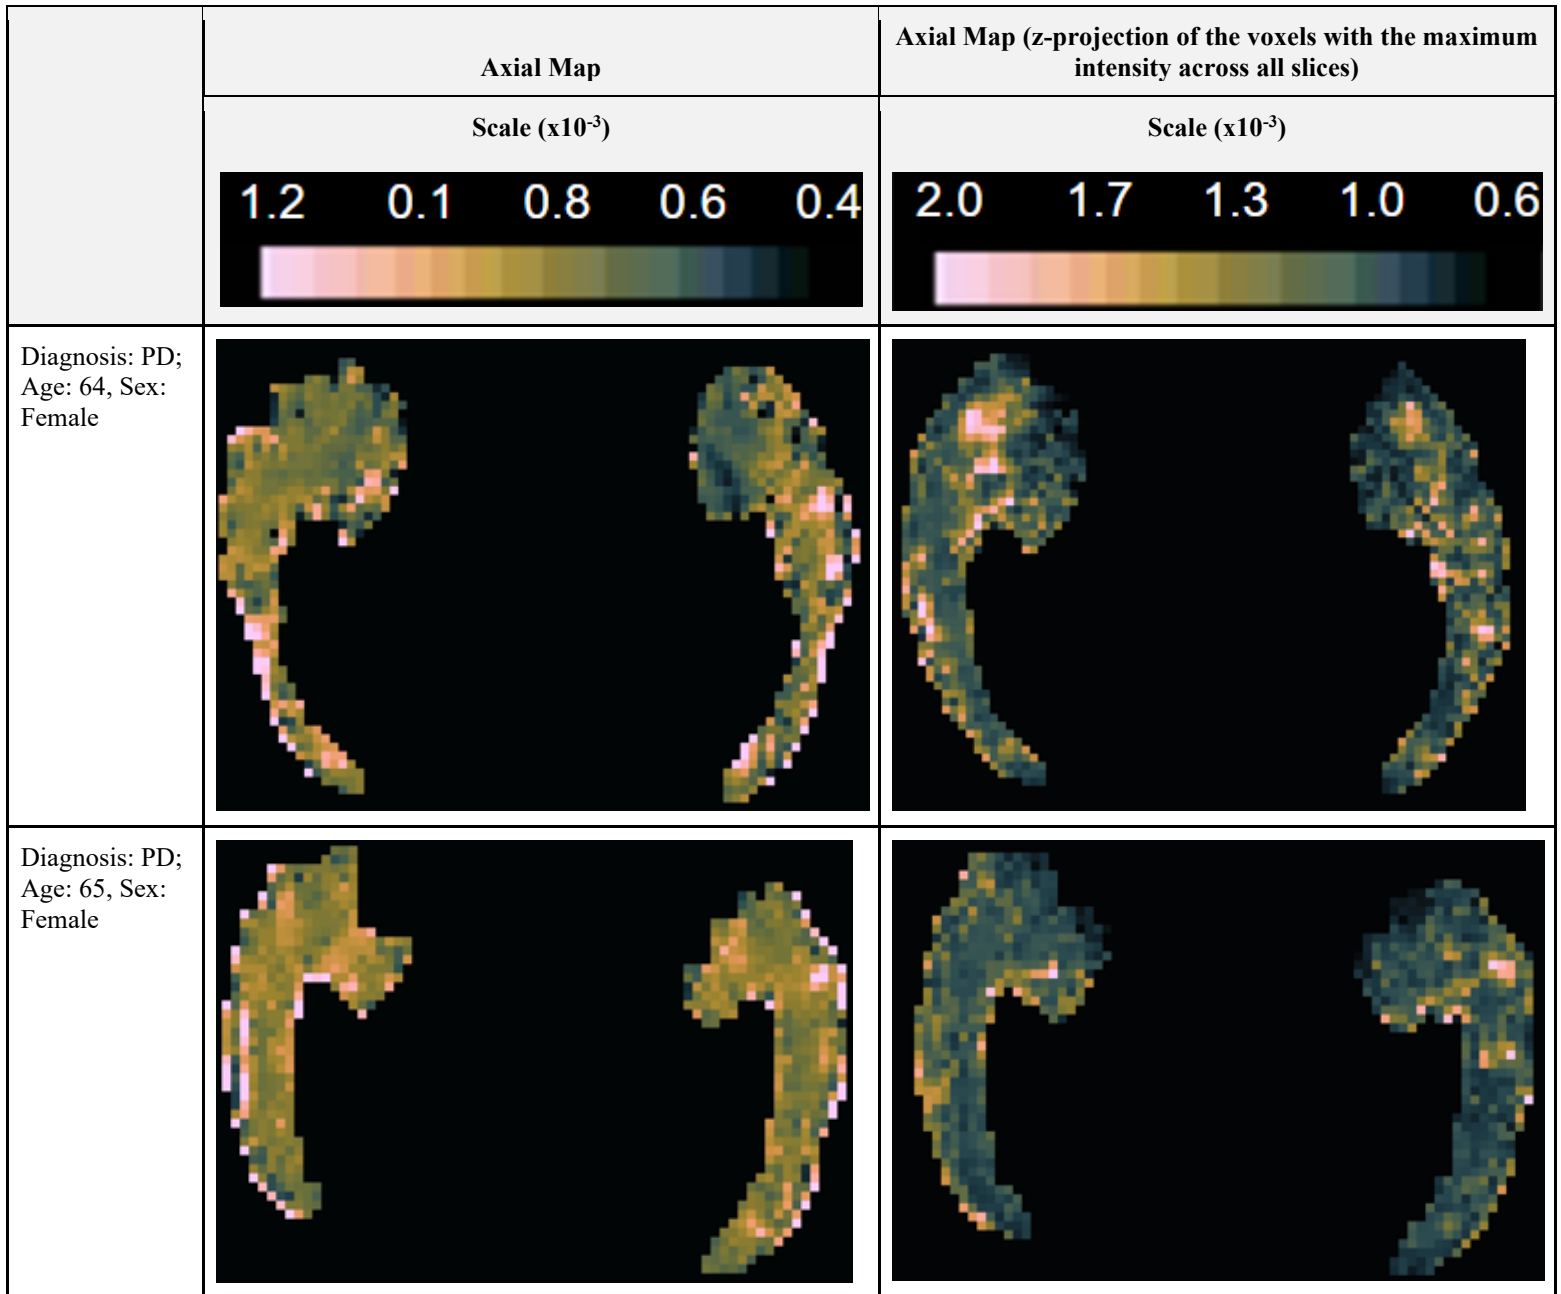 Axial Map
Axial Map (z-projection of the voxels with the maximum
intensity across all slices)
Scale (x10⁻³)
Scale (x10⁻³)
1.2 0.1 0.8 0.6 0.4
2.0 1.7 1.3 1.0 0.6
Diagnosis: PD;
Age: 64, Sex:
Female
Diagnosis: PD;
Age: 65, Sex:
Female